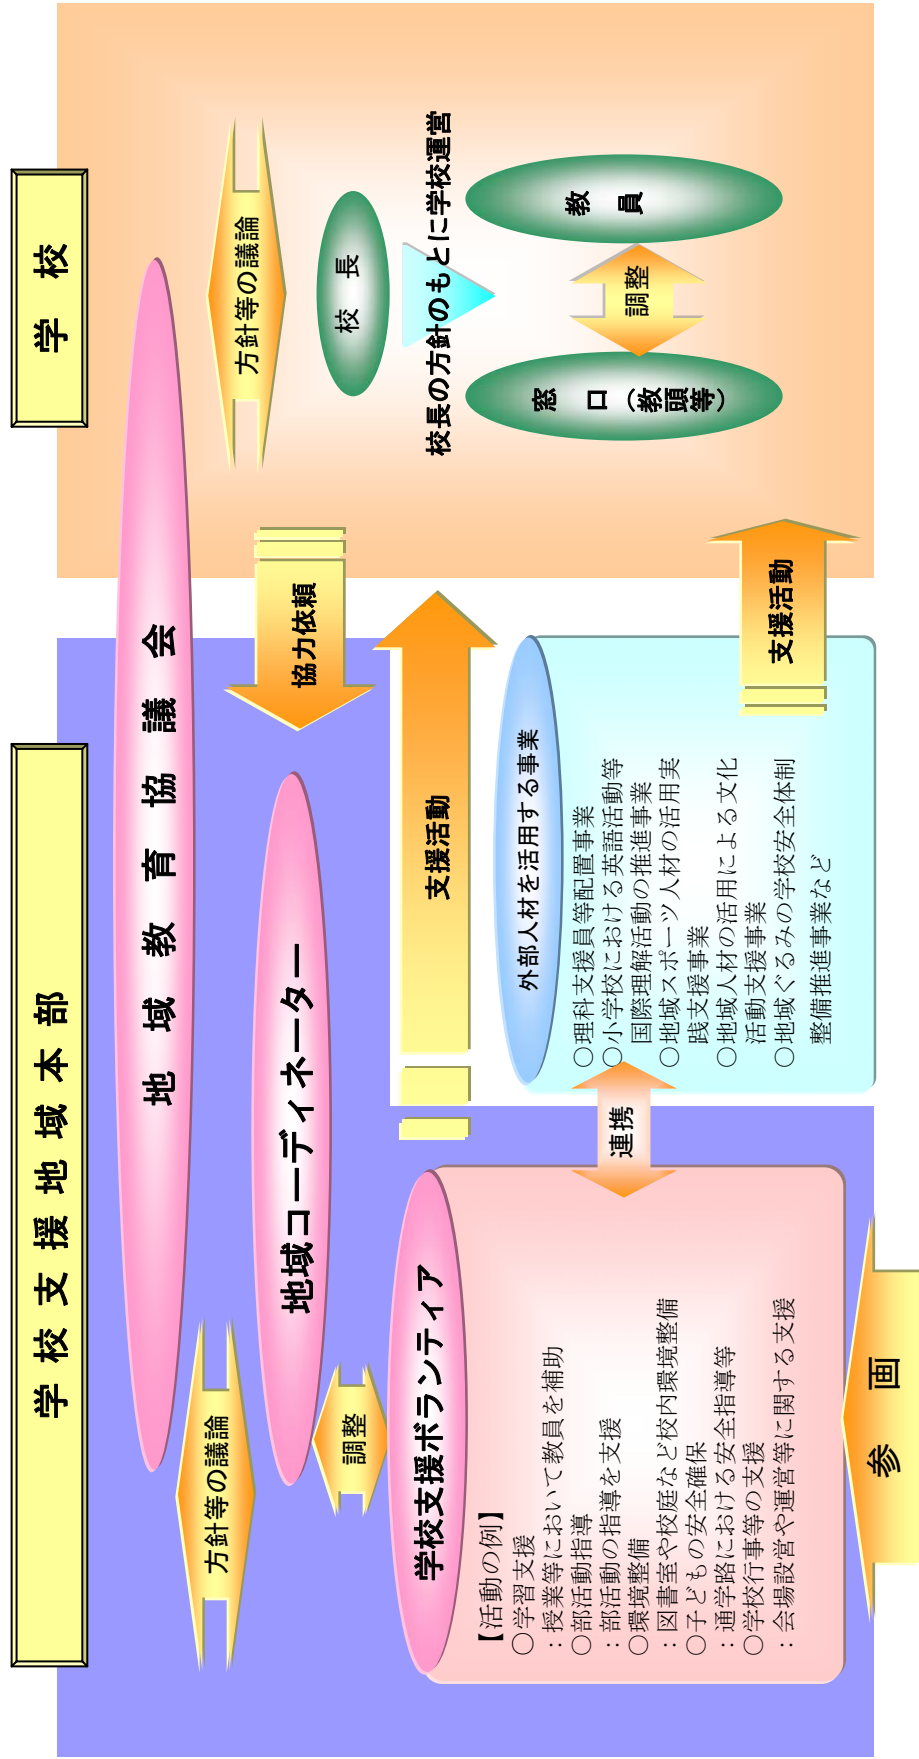 学校支援地域本部
学　校
地域教育協議会
方針等の議論
方針等の議論
地域コーディネーター
協力依頼
校　長
調整
支援活動
校長の方針のもとに学校運営
学校支援ボランティア
【活動の例】
○学習支援
：授業等において教員を補助
○部活動指導
：部活動の指導を支援
○環境整備
：図書室や校庭など校内環境整備
○子どもの安全確保
：通学路における安全指導等
○学校行事等の支援
：会場設営や運営等に関する支援
連携
外部人材を活用する事業
○理科支援員等配置事業
○小学校における英語活動等
国際理解活動の推進事業
○地域スポーツ人材の活用実
践支援事業
○地域人材の活用による文化
活動支援事業
○地域ぐるみの学校安全体制
整備推進事業など
支援活動
窓　口
（教頭等）
調整
教　員
参　画